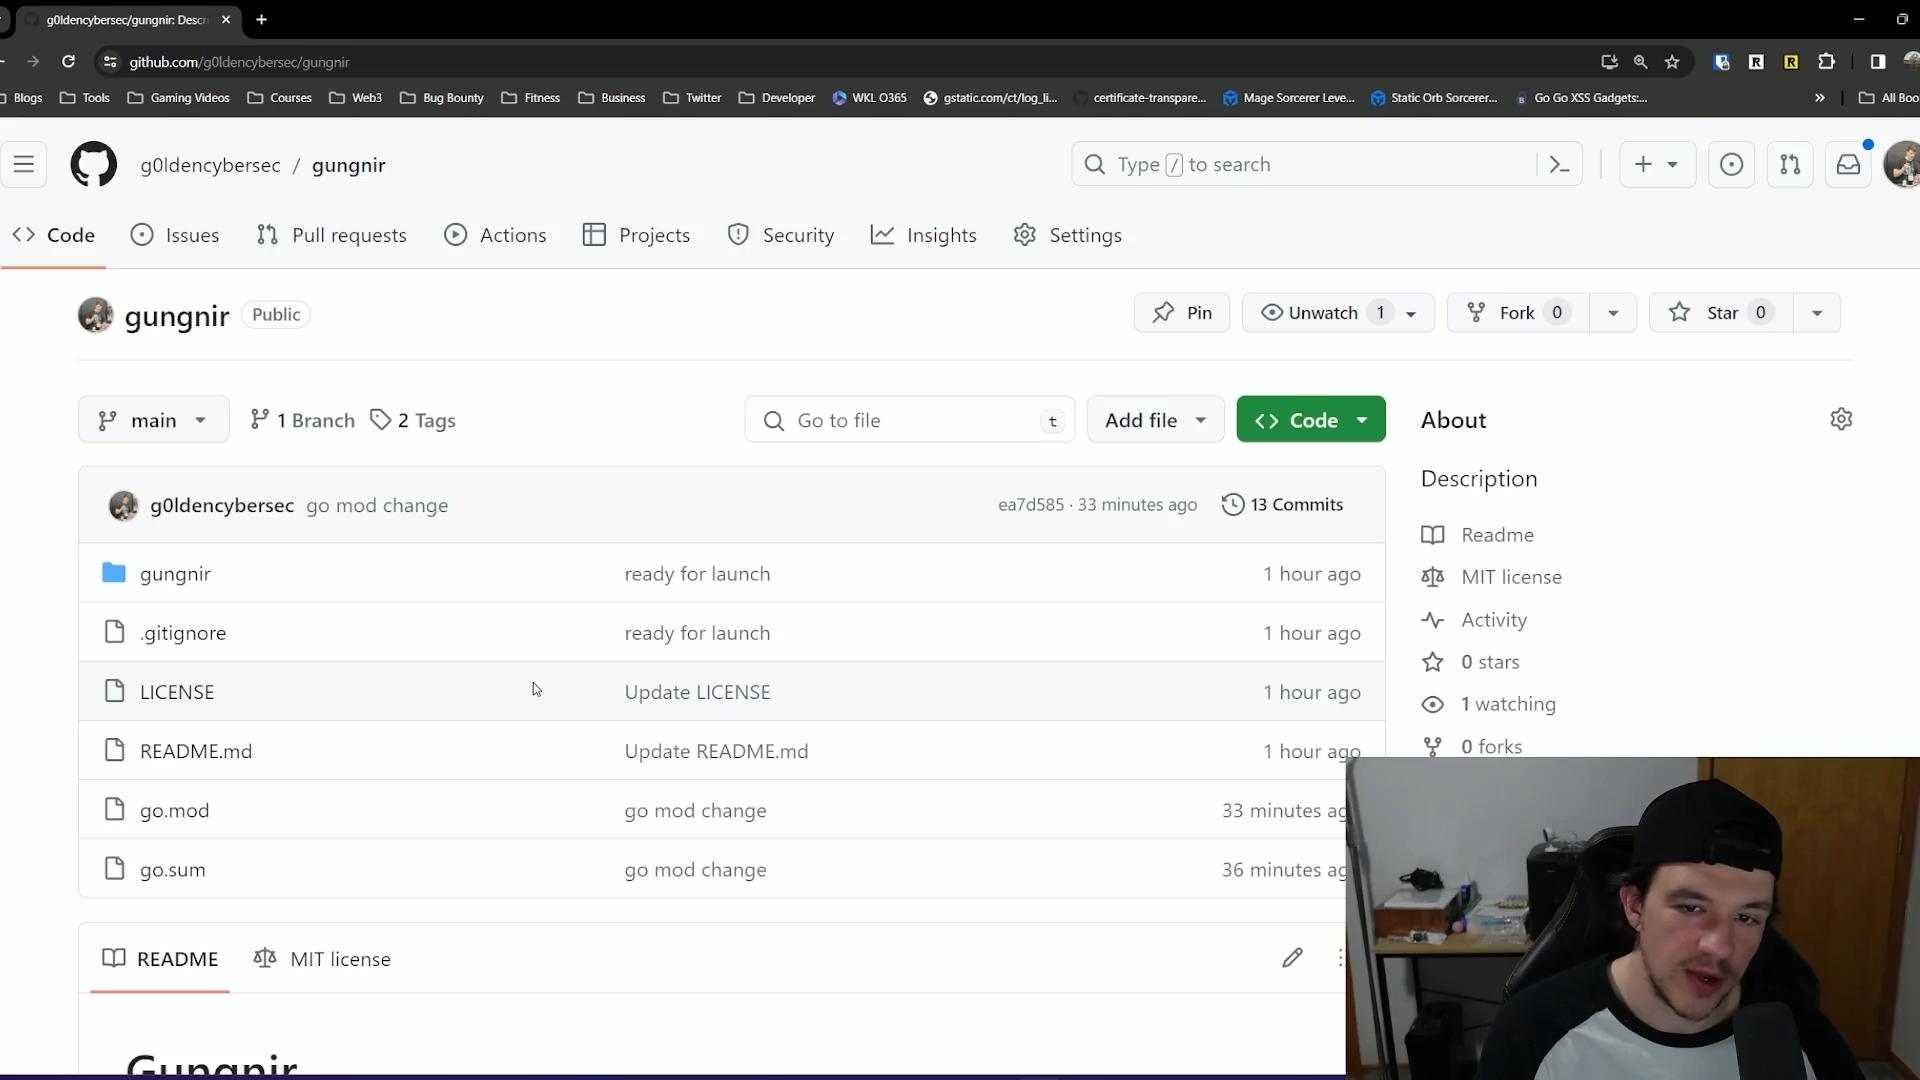 g0ldencybersec/gungnir: Descr
github.com/g0ldencybersec/gungnir
Blogs
Tools
Gaming Videos
Courses
Web3
Bug Bounty
Fitness
Business
Twitter
Developer
WKL O365
gstatic.com/ct/log_li...
certificate-transpare...
Mage Sorcerer Leve...
Static Orb Sorcerer...
Go Go XSS Gadgets:...
»
All Boo
g0ldencybersec / gungnir
Type / to search
Code
Issues
Pull requests
Actions
Projects
Security
Insights
Settings
gungnir
Public
Pin
Unwatch 1
Fork 0
Star 0
main
1 Branch
2 Tags
Go to file
t
Add file
Code
About
g0ldencybersec go mod change
ea7d585 · 33 minutes ago
13 Commits
Description
gungnir ready for launch 1 hour ago
.gitignore ready for launch 1 hour ago
LICENSE Update LICENSE 1 hour ago
README.md Update README.md 1 hour ago
go.mod go mod change 33 minutes ag
go.sum go mod change 36 minutes ag
Readme
MIT license
Activity
0 stars
1 watching
0 forks
README
MIT license
Gungnir